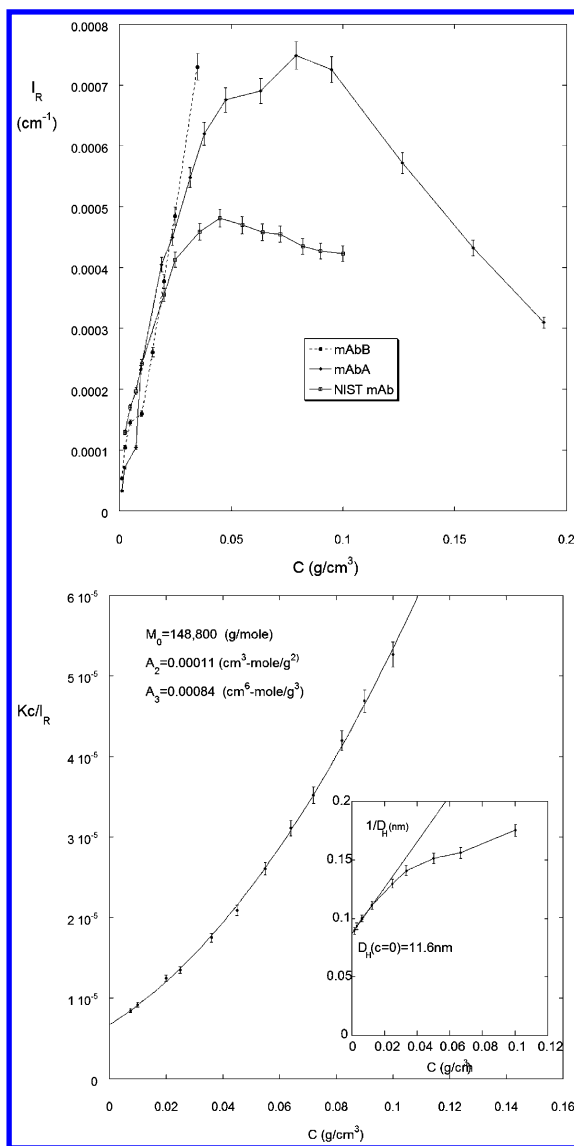 0.0008
0.0007
I_R
(cm⁻¹)
0.0006
0.0005
0.0004
0.0003
0.0002
0.0001
0
mAbB
mAbA
NIST mAb
0 0.05 0.1 0.15 0.2
C (g/cm³)
6 10⁻⁵
M₀=148,800 (g/mole)
A₂=0.00011 (cm³-mole/g²)
A₃=0.00084 (cm⁶-mole/g³)
Kc/I_R
5 10⁻⁵
4 10⁻⁵
3 10⁻⁵
2 10⁻⁵
1 10⁻⁵
0
0.2
1/D_H(nm)
0.15
0.1
D_H(c=0)=11.6nm
0.05
0
0 0.02 0.04 0.06 0.08 0.1 0.12
C (g/cm³)
0 0.02 0.04 0.06 0.08 0.1 0.12 0.14 0.16
C (g/cm³)